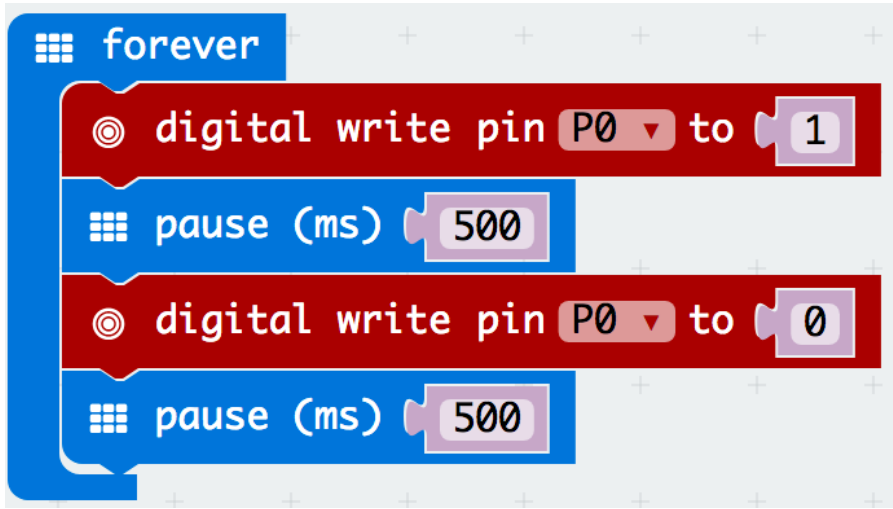 forever
digital write pin P0 to 1
pause (ms) 500
digital write pin P0 to 0
pause (ms) 500